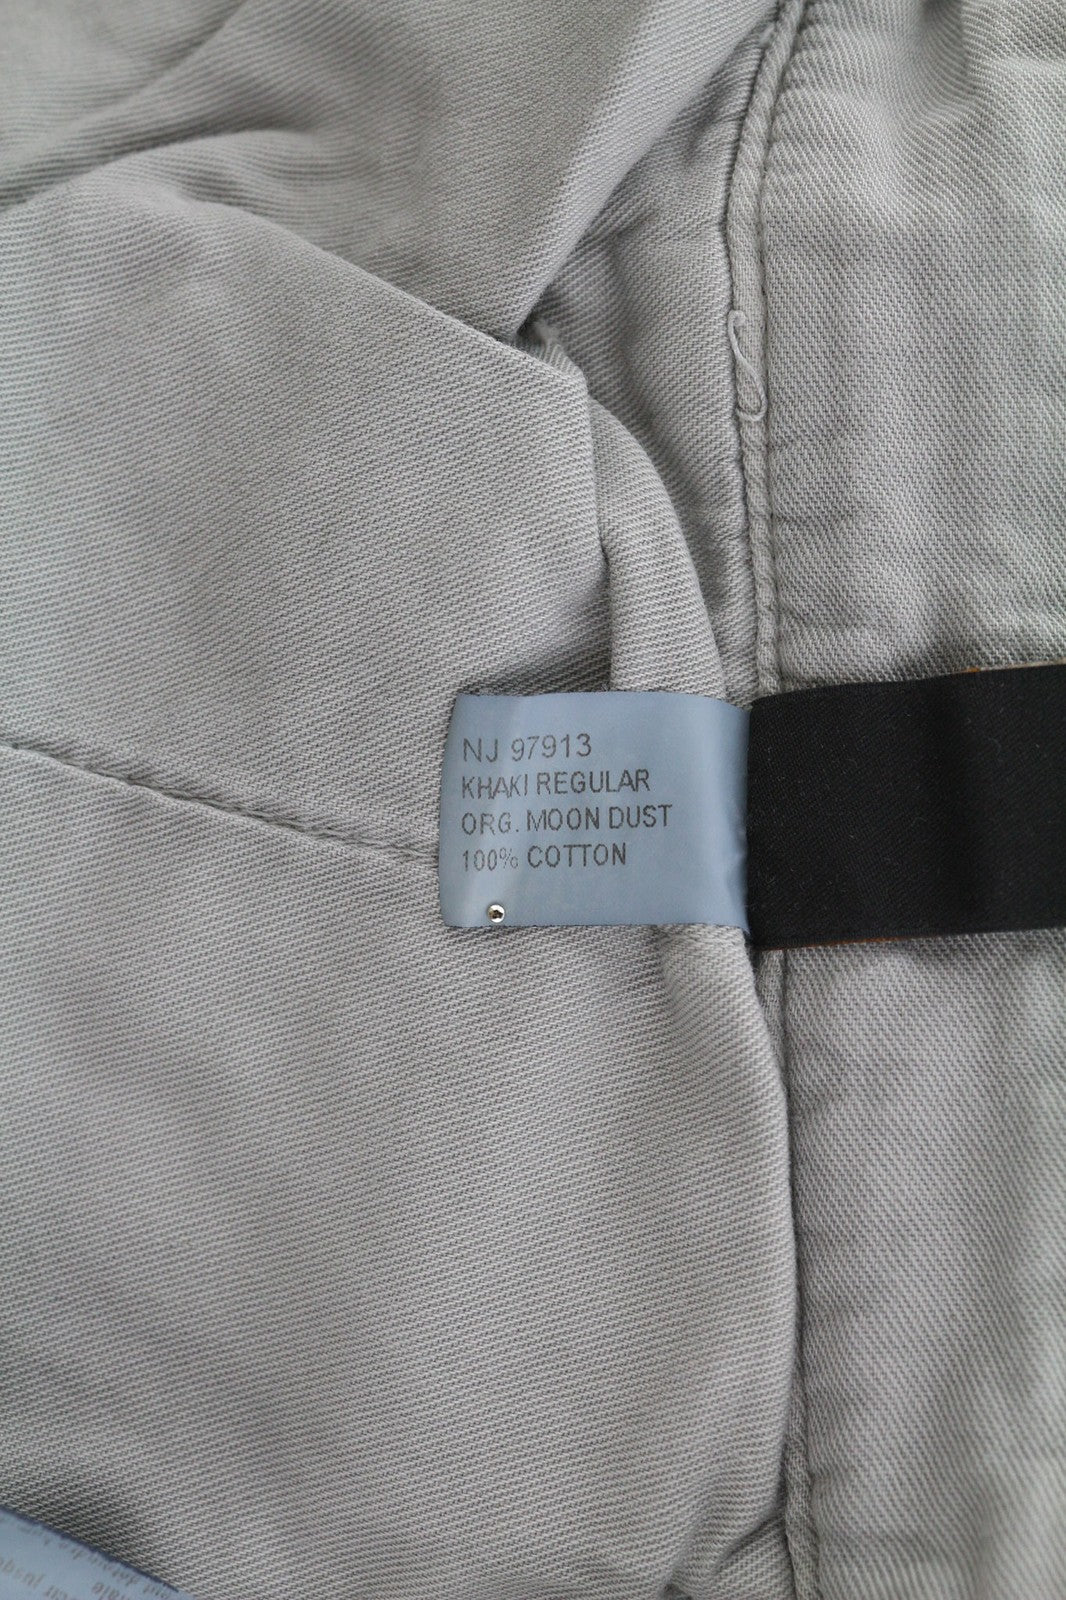 NJ 97913
KHAKI REGULAR
ORG. MOON DUST
100% COTTON